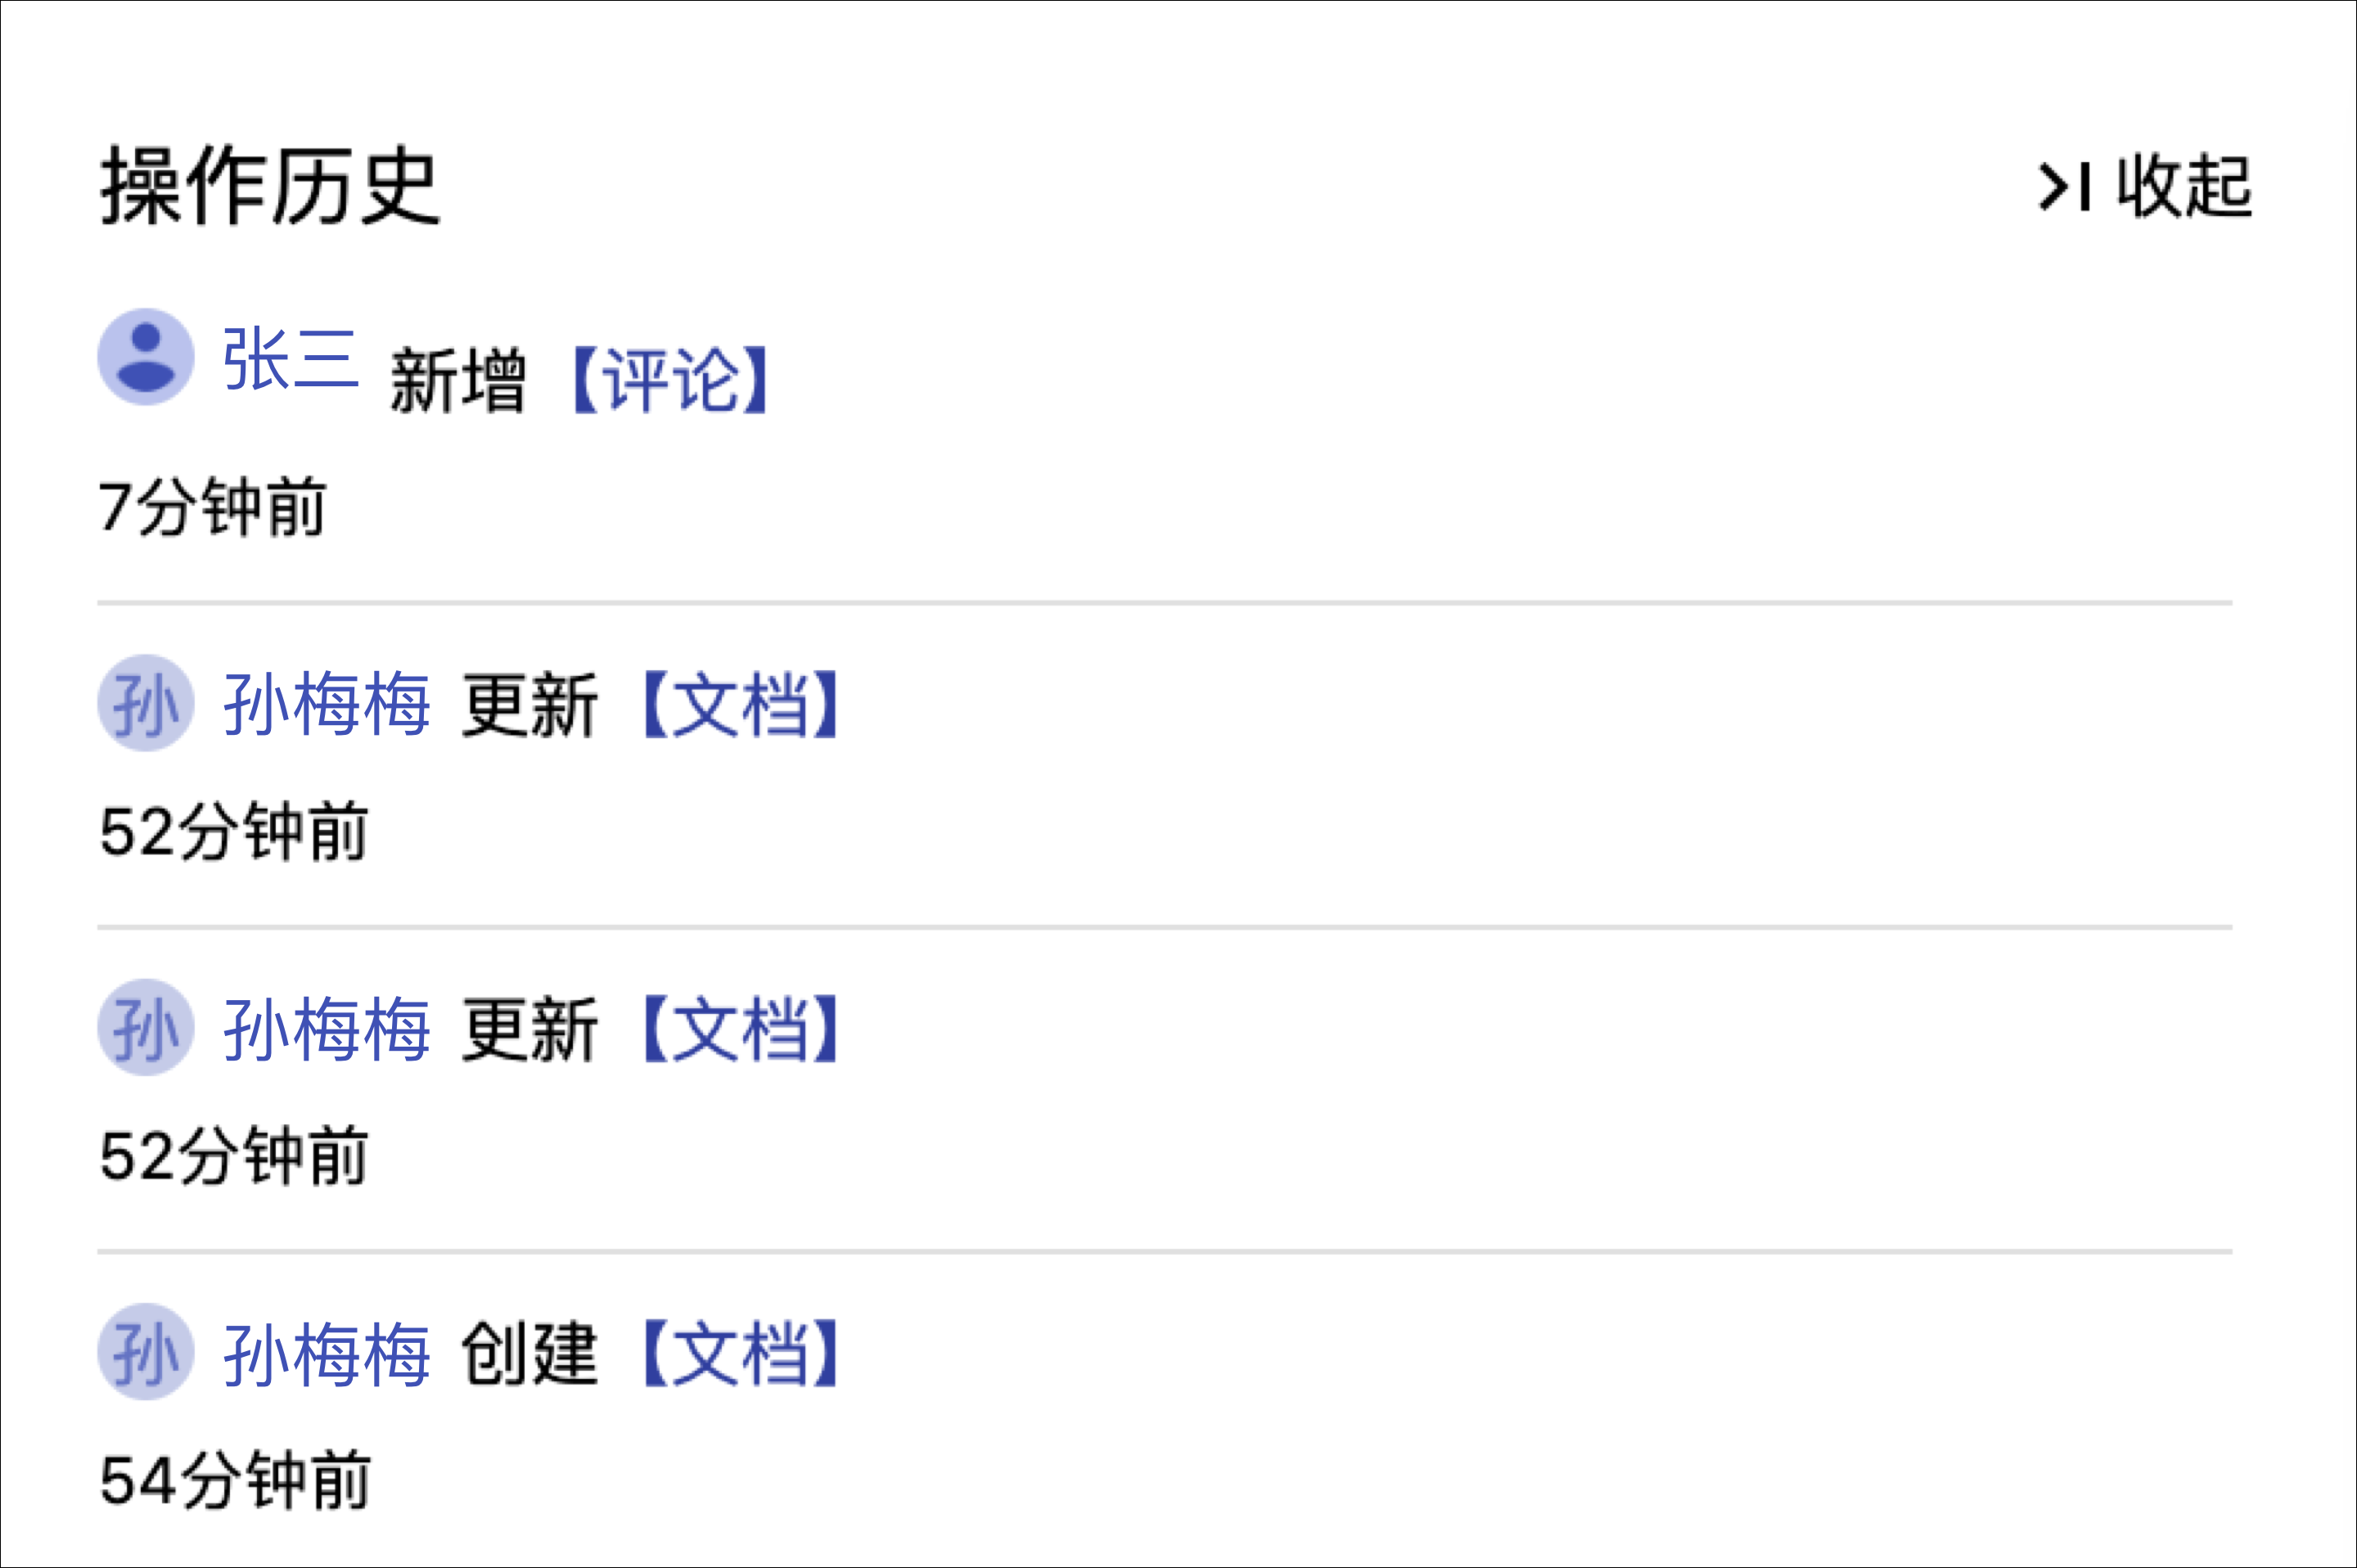 操作历史 >| 收起
张三 新增【评论】
7分钟前
孙 孙梅梅 更新【文档】
52分钟前
孙 孙梅梅 更新【文档】
52分钟前
孙 孙梅梅 创建【文档】
54分钟前